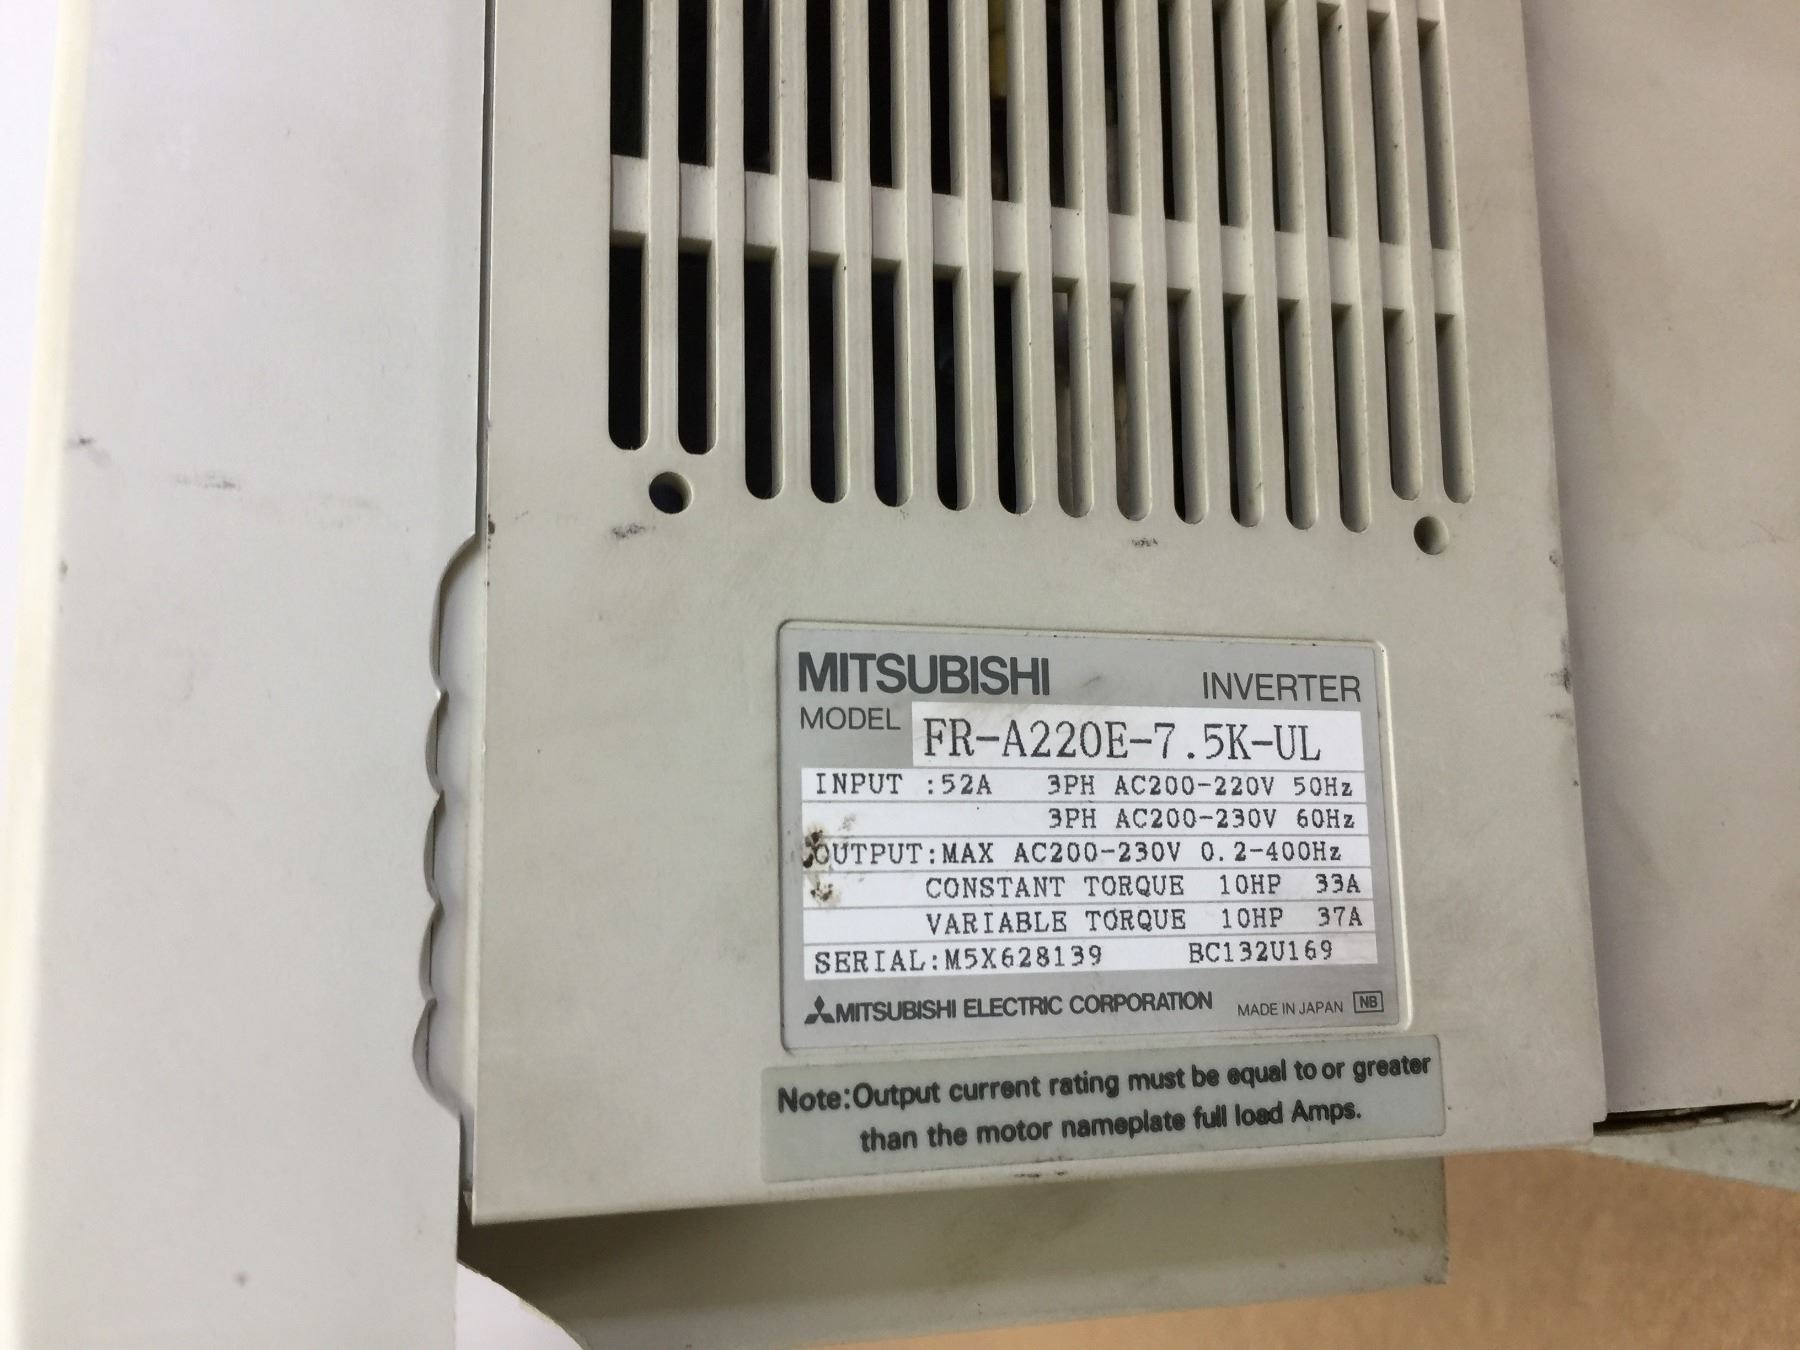 MITSUBISHI INVERTER
MODEL FR-A220E-7.5K-UL
INPUT :52A 3PH AC200-220V 50Hz
3PH AC200-230V 60Hz
OUTPUT:MAX AC200-230V 0.2-400Hz
CONSTANT TORQUE 10HP 33A
VARIABLE TORQUE 10HP 37A
SERIAL:M5X628139 BC132U169
MITSUBISHI ELECTRIC CORPORATION MADE IN JAPAN NB
Note:Output current rating must be equal to or greater
than the motor nameplate full load Amps.